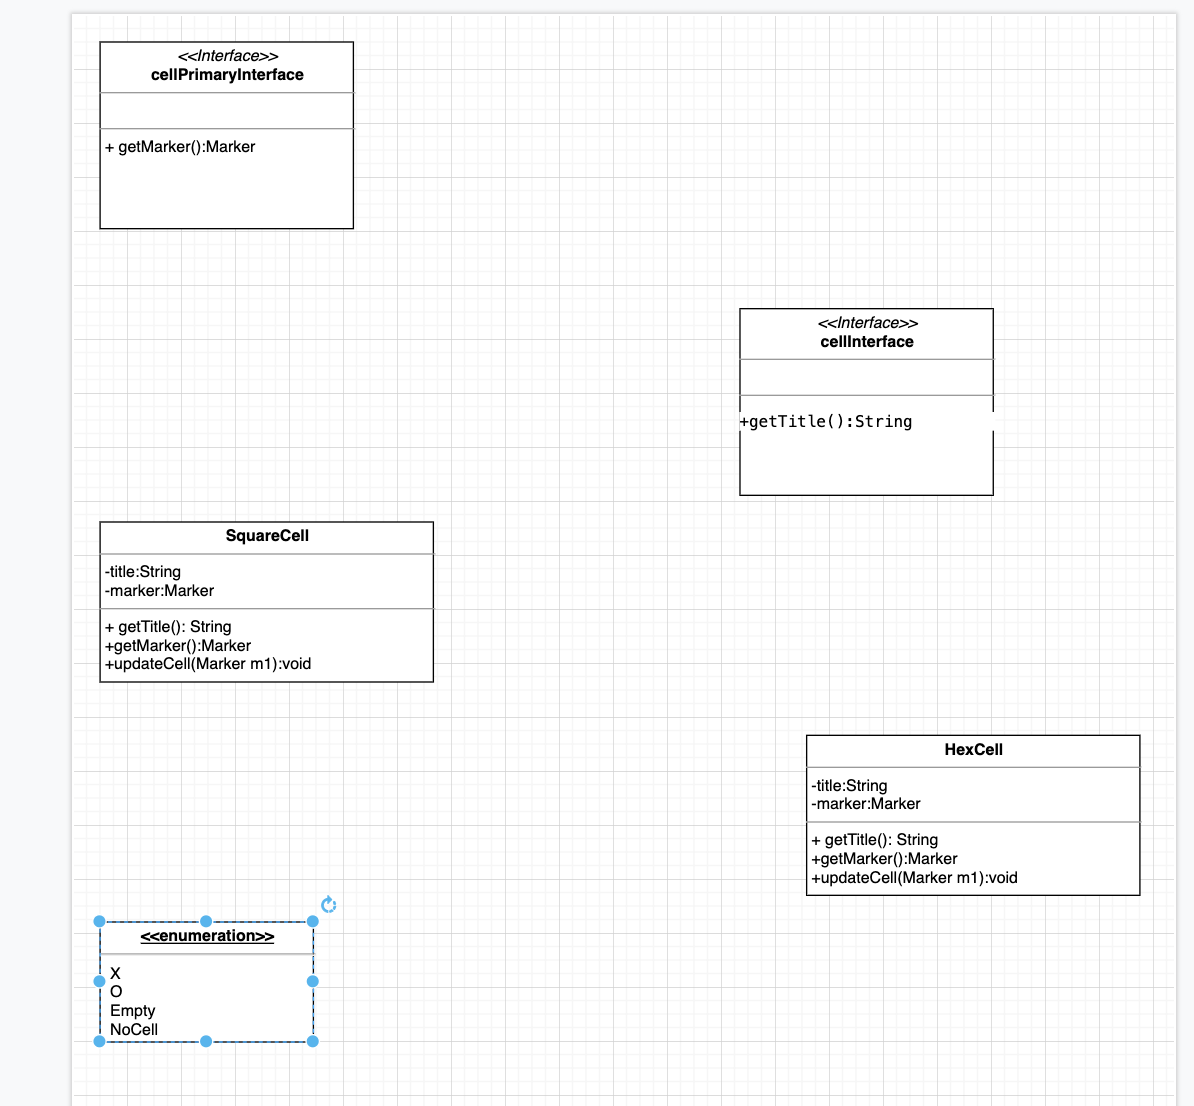 <<Interface>>
cellPrimaryInterface
+ getMarker():Marker
<<Interface>>
cellInterface
+getTitle():String
SquareCell
-title:String
-marker:Marker
+ getTitle(): String
+getMarker():Marker
+updateCell(Marker m1):void
HexCell
-title:String
-marker:Marker
+ getTitle(): String
+getMarker():Marker
+updateCell(Marker m1):void
<<enumeration>>
X
O
Empty
NoCell